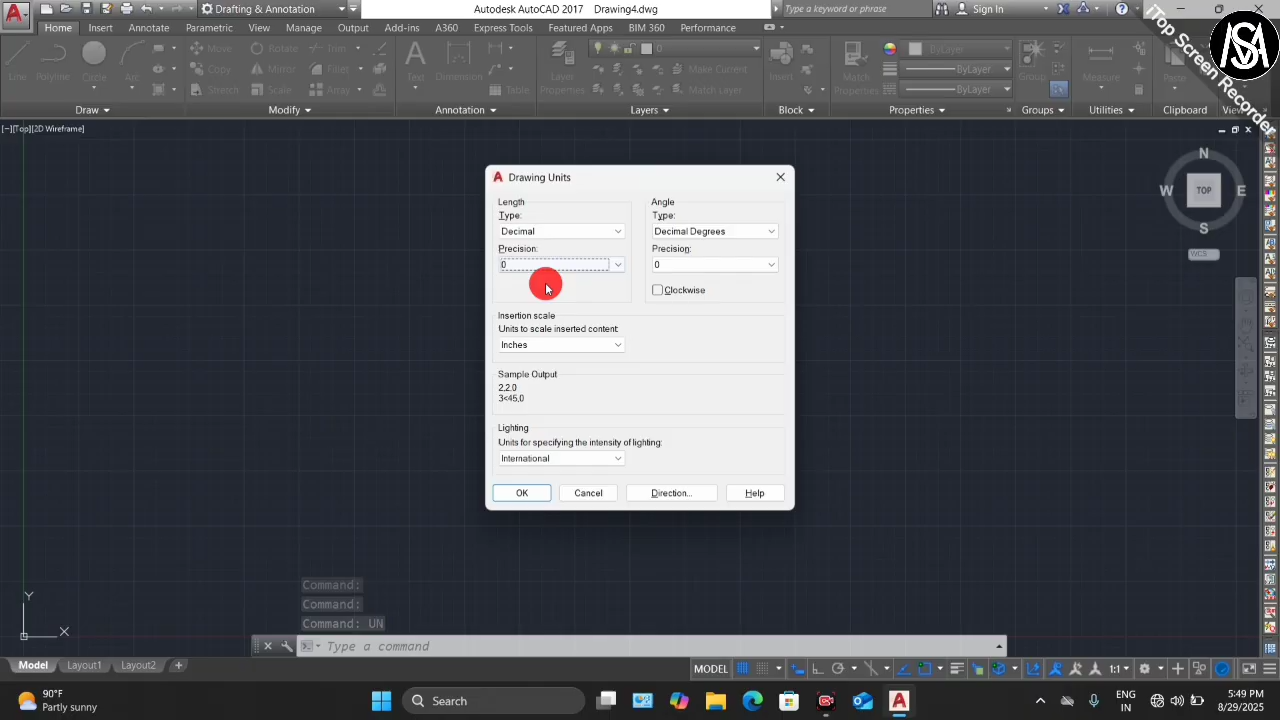 Drafting & Annotation
Autodesk AutoCAD 2017 Drawing4.dwg
Type a keyword or phrase
Sign In
Home Insert Annotate Parametric View Manage Output Add-ins A360 Express Tools Featured Apps BIM 360 Performance
Line Polyline Circle Arc
Move Rotate Trim
Copy Mirror Fillet
Stretch Scale Array
Text Dimension
Table
Layer Properties
0
Make Current
Match Layer
Insert
Match Properties
ByLayer
ByLayer
ByLayer
Group
Measure
Paste
Draw Modify Annotation Layers Block Properties Groups Utilities Clipboard View
iTop Screen Recorder
[−][Top][2D Wireframe]
N
W TOP E
S
WCS
Drawing Units
Length
Type:
Decimal
Precision:
0
Angle
Type:
Decimal Degrees
Precision:
0
Clockwise
Insertion scale
Units to scale inserted content:
Inches
Sample Output
2,2,0
3<45,0
Lighting
Units for specifying the intensity of lighting:
International
OK Cancel Direction... Help
Y
X
Command:
Command:
Command: UN
Type a command
Model Layout1 Layout2 +
MODEL
1:1
90°F
Partly sunny
Search
ENG
IN
5:49 PM
8/29/2025